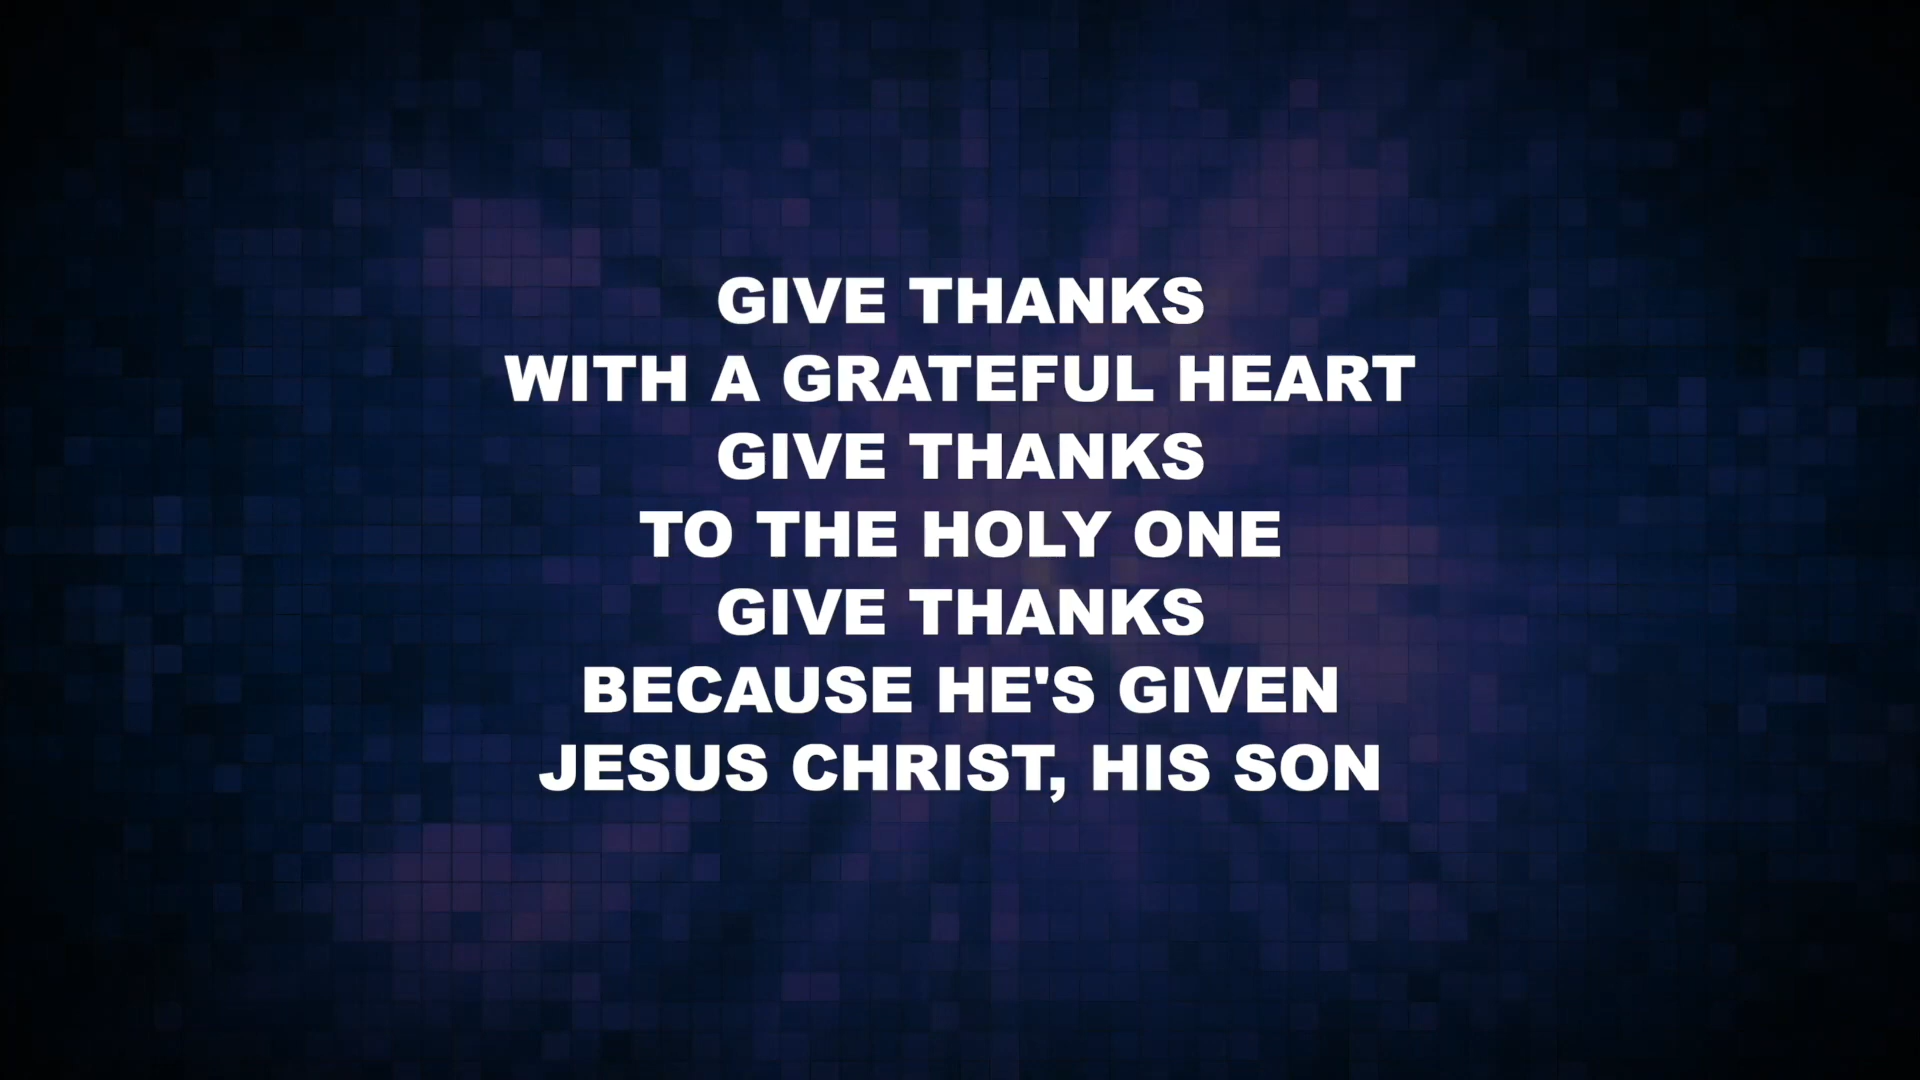 GIVE THANKS
WITH A GRATEFUL HEART
GIVE THANKS
TO THE HOLY ONE
GIVE THANKS
BECAUSE HE'S GIVEN
JESUS CHRIST, HIS SON